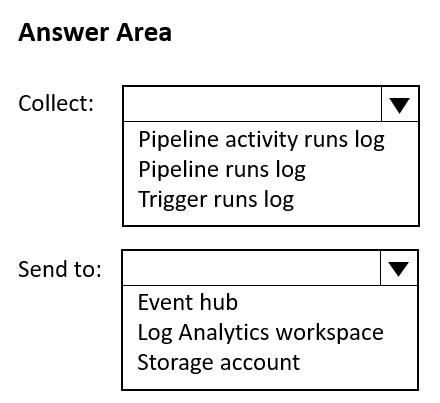 Answer Area
Collect:
Pipeline activity runs log
Pipeline runs log
Trigger runs log
Send to:
Event hub
Log Analytics workspace
Storage account